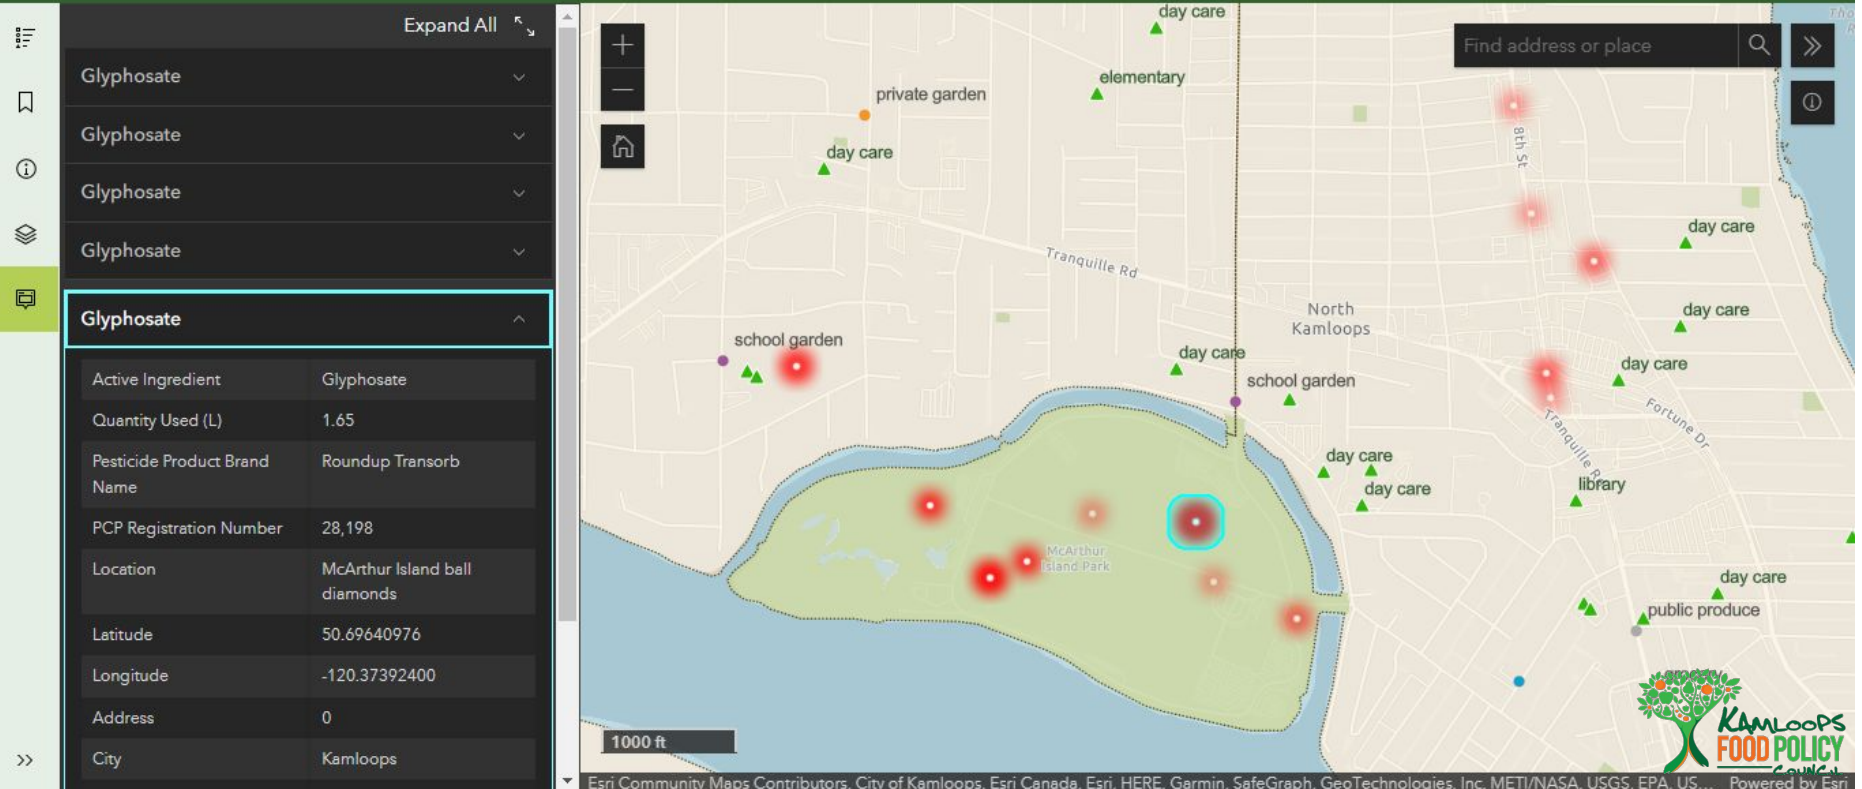 Expand All
Glyphosate
Glyphosate
Glyphosate
Glyphosate
Glyphosate
Active Ingredient Glyphosate
Quantity Used (L) 1.65
Pesticide Product Brand Roundup Transorb
Name
PCP Registration Number 28,198
Location McArthur Island ball
diamonds
Latitude 50.69640976
Longitude -120.37392400
Address 0
City Kamloops
day care
Find address or place
elementary
private garden
8th St
day care
day care
Tranquille Rd
North
Kamloops
day care
school garden
day care
day care
school garden
Fortune Dr
Tranquille R
day care
library
day care
McArthur
Island Park
day care
public produce
grocery
KAMLOOPS
FOOD POLICY
COUNCIL
1000 ft
Esri Community Maps Contributors, City of Kamloops, Esri Canada, Esri, HERE, Garmin, SafeGraph, GeoTechnologies, Inc, METI/NASA, USGS, EPA, US... Powered by Esri